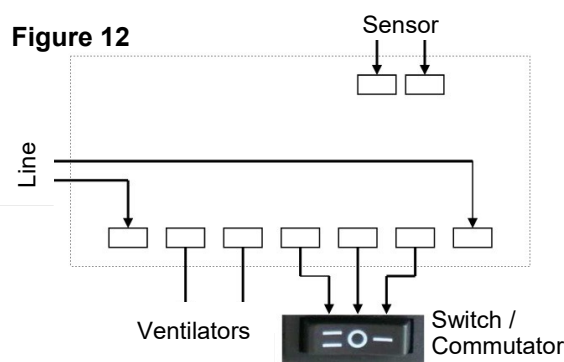 Figure 12
Sensor
Line
Ventilators
Switch /
Commutator